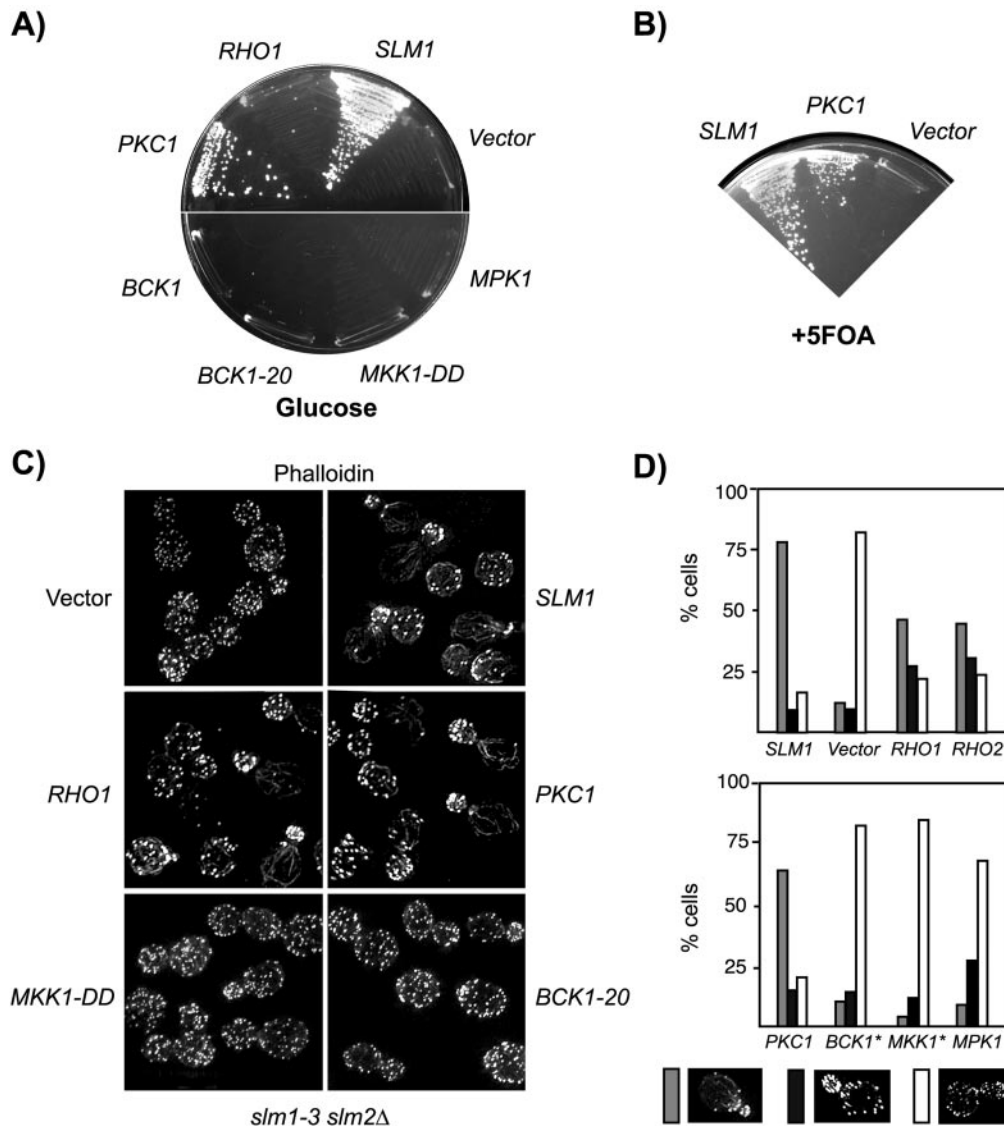 A)
RHO1
SLM1
PKC1
Vector
BCK1
MPK1
BCK1-20
MKK1-DD
Glucose
B)
PKC1
SLM1
Vector
+5FOA
C)
Phalloidin
Vector
SLM1
RHO1
PKC1
MKK1-DD
BCK1-20
slm1-3 slm2Δ
D)
100
75
50
25
% cells
SLM1 Vector RHO1 RHO2
100
75
50
25
% cells
PKC1 BCK1* MKK1* MPK1